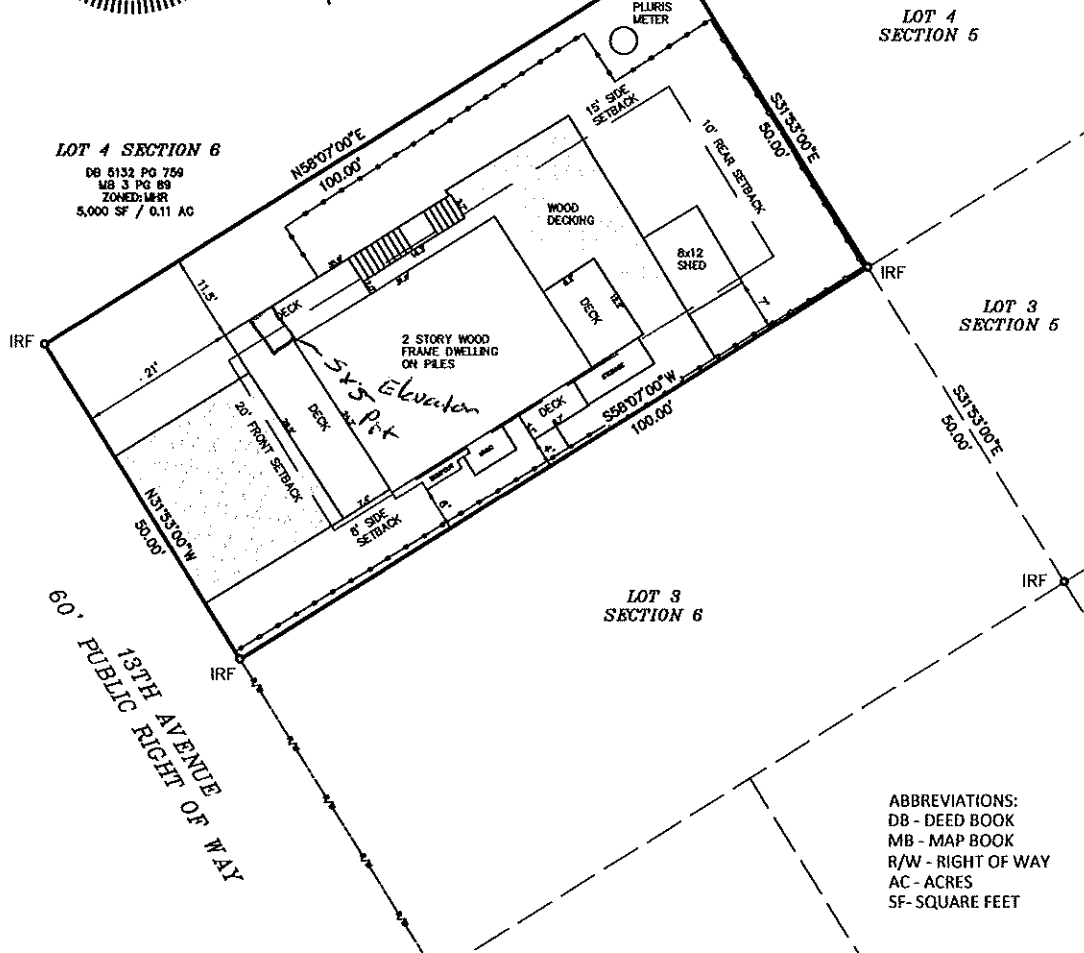 PLURIS
METER
LOT 4
SECTION 5
LOT 4 SECTION 6
DB 5132 PG 759
MB 3 PG 89
ZONED: MHR
5,000 SF / 0.11 AC
N58°07'00"E
100.00'
15' SIDE
SETBACK
S31°53'00"E
50.00'
10' REAR SETBACK
WOOD
DECKING
8x12
SHED
7'
IRF
LOT 3
SECTION 5
IRF
11.5'
DECK
21'
2 STORY WOOD
FRAME DWELLING
ON PILES
DECK
5x5 Elevator
Pit
20' FRONT SETBACK
DECK
DECK
S58°07'00"W
100.00'
S31°53'00"E
50.00'
N31°53'00"W
50.00'
7.5'
8' SIDE
SETBACK
6'
4'
LOT 3
SECTION 6
IRF
IRF
60' PUBLIC RIGHT OF WAY
13TH AVENUE
R/W
R/W
R/W
R/W
R/W
ABBREVIATIONS:
DB - DEED BOOK
MB - MAP BOOK
R/W - RIGHT OF WAY
AC - ACRES
SF- SQUARE FEET